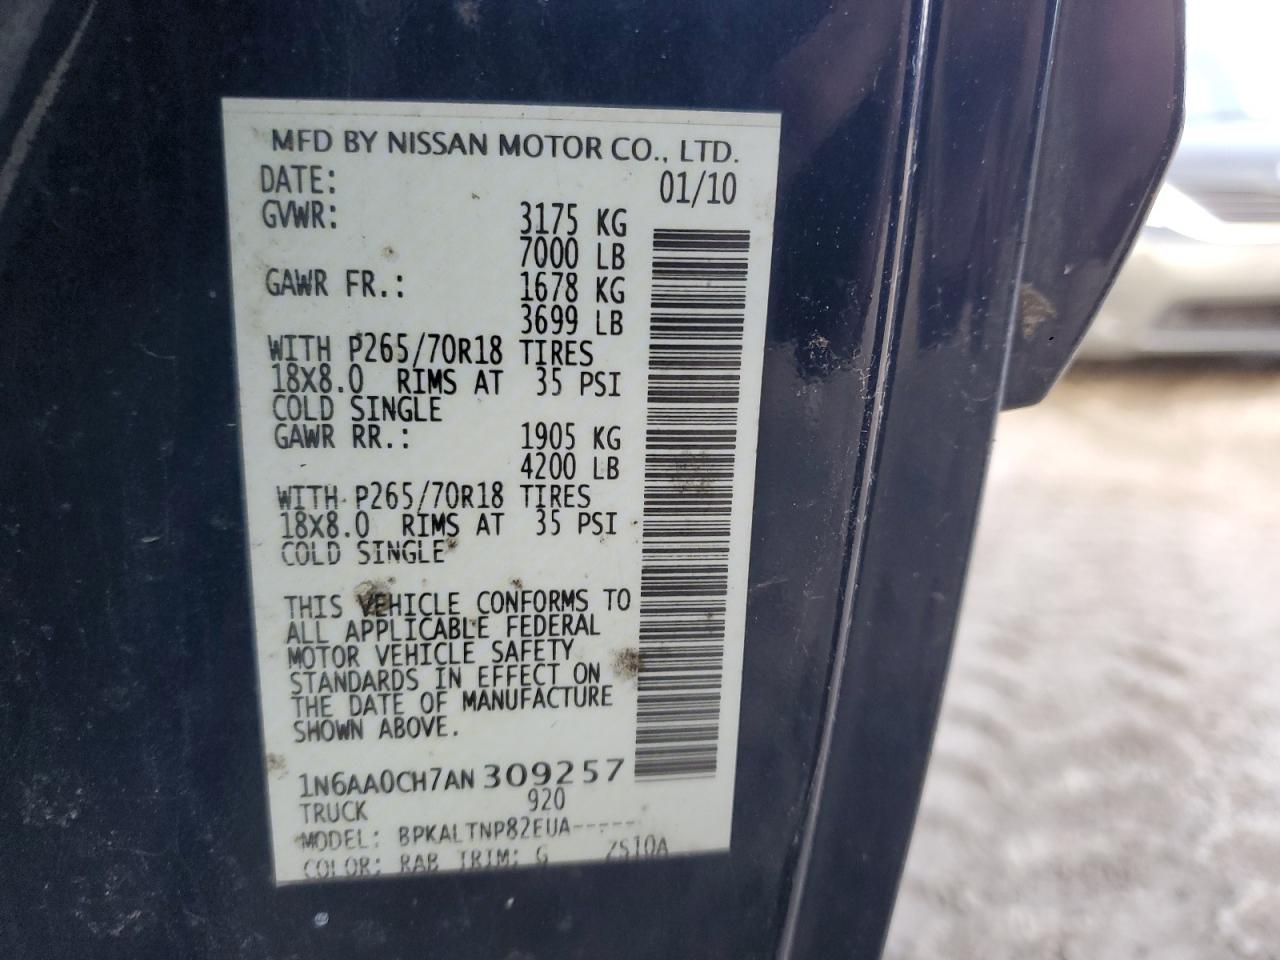 MFD BY NISSAN MOTOR CO., LTD.
DATE: 01/10
GVWR: 3175 KG
7000 LB
GAWR FR.: 1678 KG
3699 LB
WITH P265/70R18 TIRES
18X8.0 RIMS AT 35 PSI
COLD SINGLE
GAWR RR.: 1905 KG
4200 LB
WITH P265/70R18 TIRES
18X8.0 RIMS AT 35 PSI
COLD SINGLE
THIS VEHICLE CONFORMS TO
ALL APPLICABLE FEDERAL
MOTOR VEHICLE SAFETY
STANDARDS IN EFFECT ON
THE DATE OF MANUFACTURE
SHOWN ABOVE.
1N6AA0CH7AN309257
TRUCK 920
MODEL: BPKALTNP82EUA-----
COLOR: RAB TRIM: G ZS10A